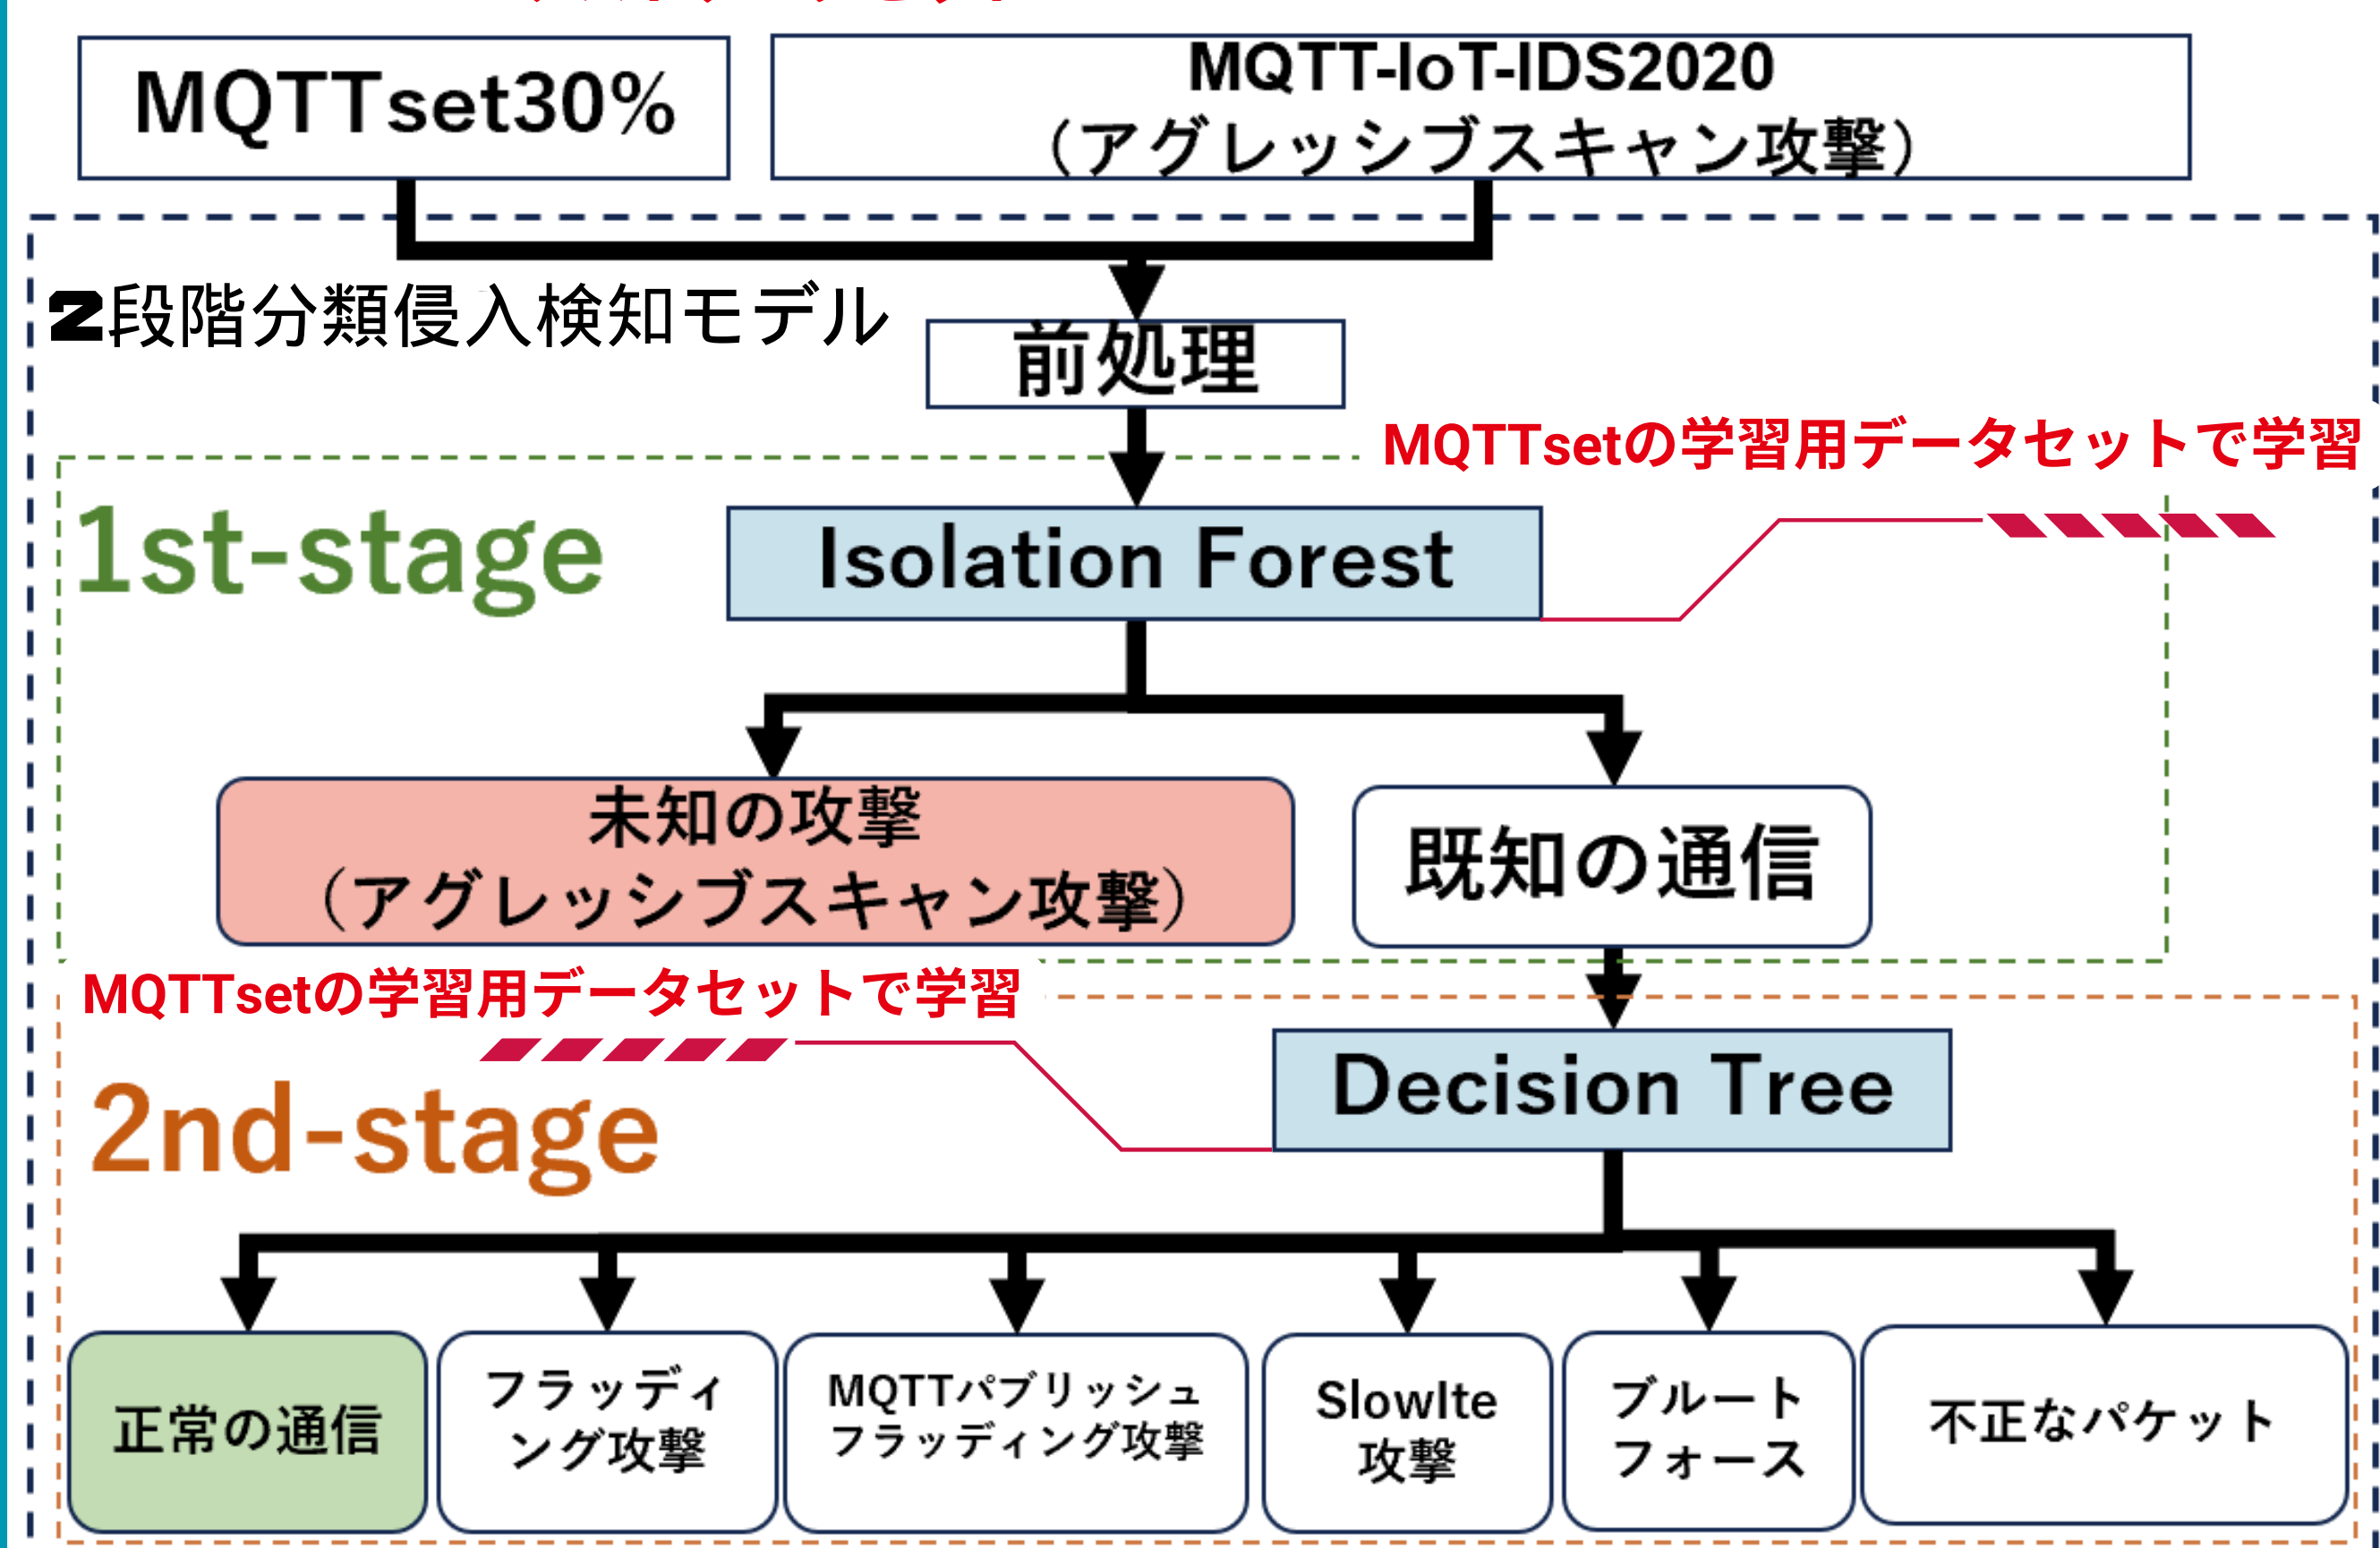 MQTTset30%
MQTT-IoT-IDS2020
（アグレッシブスキャン攻撃）
2段階分類侵入検知モデル
前処理
MQTTsetの学習用データセットで学習
1st-stage
Isolation Forest
未知の攻撃
（アグレッシブスキャン攻撃）
既知の通信
MQTTsetの学習用データセットで学習
2nd-stage
Decision Tree
正常の通信
フラッディ
ング攻撃
MQTTパブリッシュ
フラッディング攻撃
SlowIte
攻撃
ブルート
フォース
不正なパケット